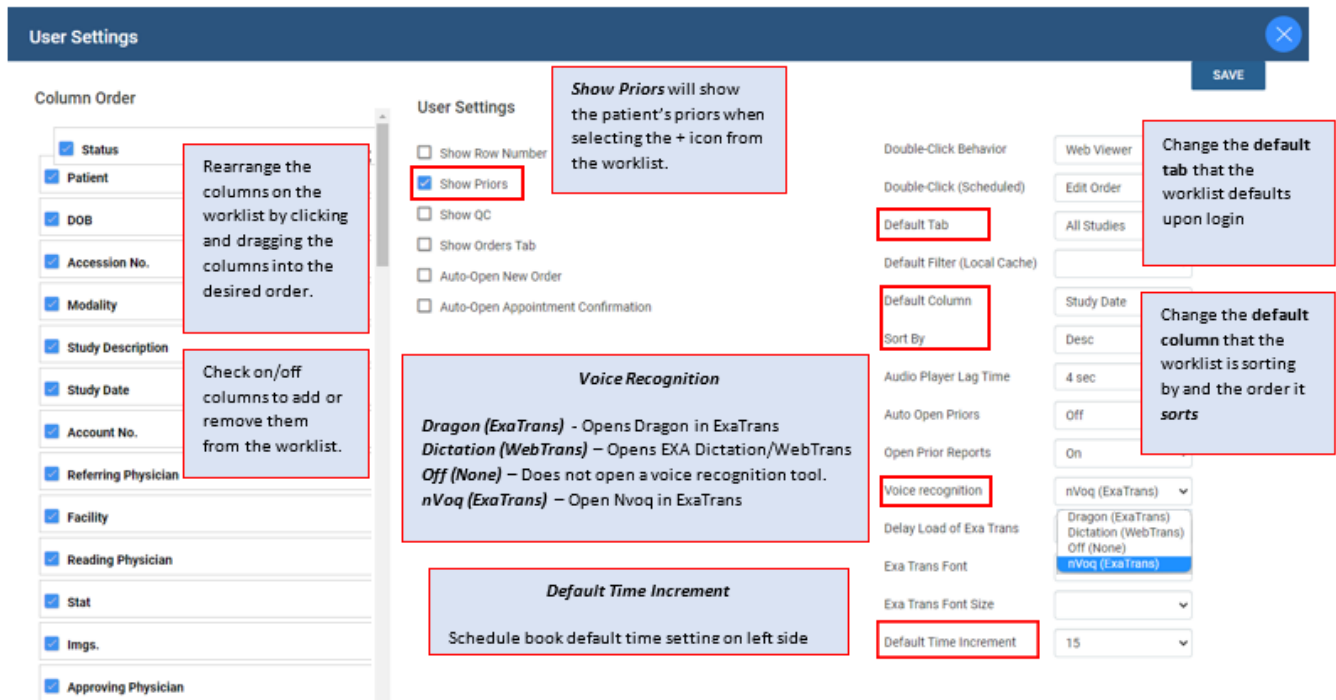 User Settings
SAVE
Column Order
Status
Patient
DOB
Accession No.
Modality
Study Description
Study Date
Account No.
Referring Physician
Facility
Reading Physician
Stat
Imgs.
Approving Physician
Rearrange the
columns on the
worklist by clicking
and dragging the
columns into the
desired order.
Check on/off
columns to add or
remove them
from the worklist.
User Settings
Show Row Number
Show Priors
Show QC
Show Orders Tab
Auto-Open New Order
Auto-Open Appointment Confirmation
Show Priors will show
the patient's priors when
selecting the + icon from
the worklist.
Voice Recognition
Dragon (ExaTrans) - Opens Dragon in ExaTrans
Dictation (WebTrans) – Opens EXA Dictation/WebTrans
Off (None) – Does not open a voice recognition tool.
nVoq (ExaTrans) – Open Nvoq in ExaTrans
Default Time Increment
Schedule book default time setting on left side
Double-Click Behavior Web Viewer
Double-Click (Scheduled) Edit Order
Default Tab All Studies
Default Filter (Local Cache)
Default Column Study Date
Sort By Desc
Audio Player Lag Time 4 sec
Auto Open Priors Off
Open Prior Reports On
Voice recognition nVoq (ExaTrans)
Dragon (ExaTrans)
Dictation (WebTrans)
Off (None)
nVoq (ExaTrans)
Delay Load of Exa Trans
Exa Trans Font
Exa Trans Font Size
Default Time Increment 15
Change the default
tab that the
worklist defaults
upon login
Change the default
column that the
worklist is sorting
by and the order it
sorts